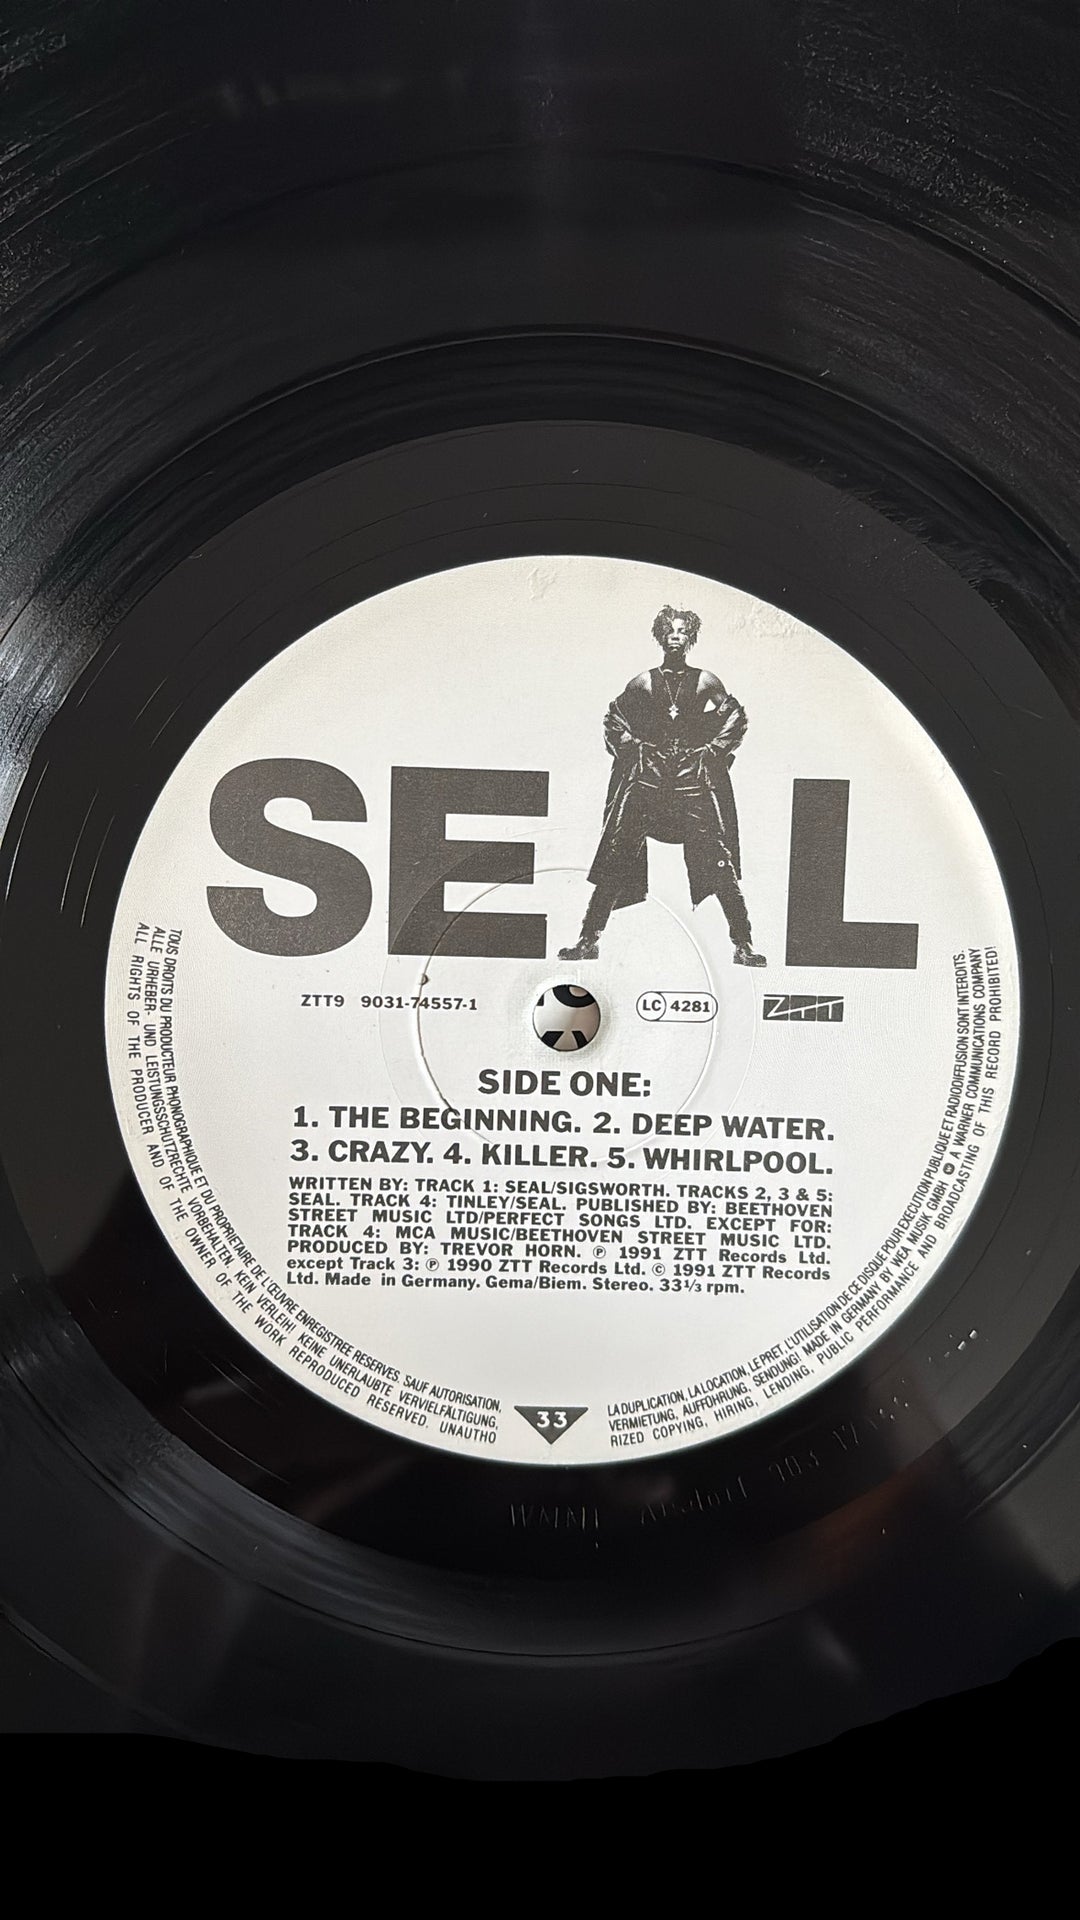 SEAL
ZTT9 9031-74557-1
LC 4281
ZTT
SIDE ONE:
1. THE BEGINNING. 2. DEEP WATER.
3. CRAZY. 4. KILLER. 5. WHIRLPOOL.
WRITTEN BY: TRACK 1: SEAL/SIGSWORTH. TRACKS 2, 3 & 5:
SEAL. TRACK 4: TINLEY/SEAL. PUBLISHED BY: BEETHOVEN
STREET MUSIC LTD/PERFECT SONGS LTD. EXCEPT FOR:
TRACK 4: MCA MUSIC/BEETHOVEN STREET MUSIC LTD.
PRODUCED BY: TREVOR HORN. ℗ 1991 ZTT Records Ltd.
except Track 3: ℗ 1990 ZTT Records Ltd. © 1991 ZTT Records
Ltd. Made in Germany. Gema/Biem. Stereo. 33⅓ rpm.
TOUS DROITS DU PRODUCTEUR PHONOGRAPHIQUE ET DU PROPRIETAIRE DE L'ŒUVRE ENREGISTREE RESERVES. SAUF AUTORISATION,
ALLE URHEBER- UND LEISTUNGSSCHUTZRECHTE VORBEHALTEN. KEIN VERLEIH! KEINE UNERLAUBTE VERVIELFÄLTIGUNG,
ALL RIGHTS OF THE PRODUCER AND OF THE OWNER OF THE WORK REPRODUCED RESERVED. UNAUTHO
33
LA DUPLICATION, LA LOCATION, LE PRET, L'UTILISATION DE CE DISQUE POUR EXECUTION PUBLIQUE ET RADIODIFFUSION SONT INTERDITS.
VERMIETUNG, AUFFÜHRUNG, SENDUNG! MADE IN GERMANY BY WEA MUSIK GMBH A WARNER COMMUNICATIONS COMPANY
RIZED COPYING, HIRING, LENDING, PUBLIC PERFORMANCE AND BROADCASTING OF THIS RECORD PROHIBITED!